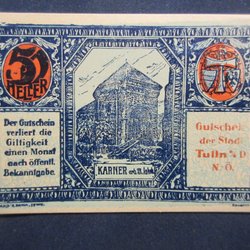 5
HELLER
Der Gutschein
verliert die
Giltigkeit
einen Monat
nach öffentl.
Bekanntgabe.
KARNER
Gutschein
der Stadt
Tulln a/D
N.-Ö.